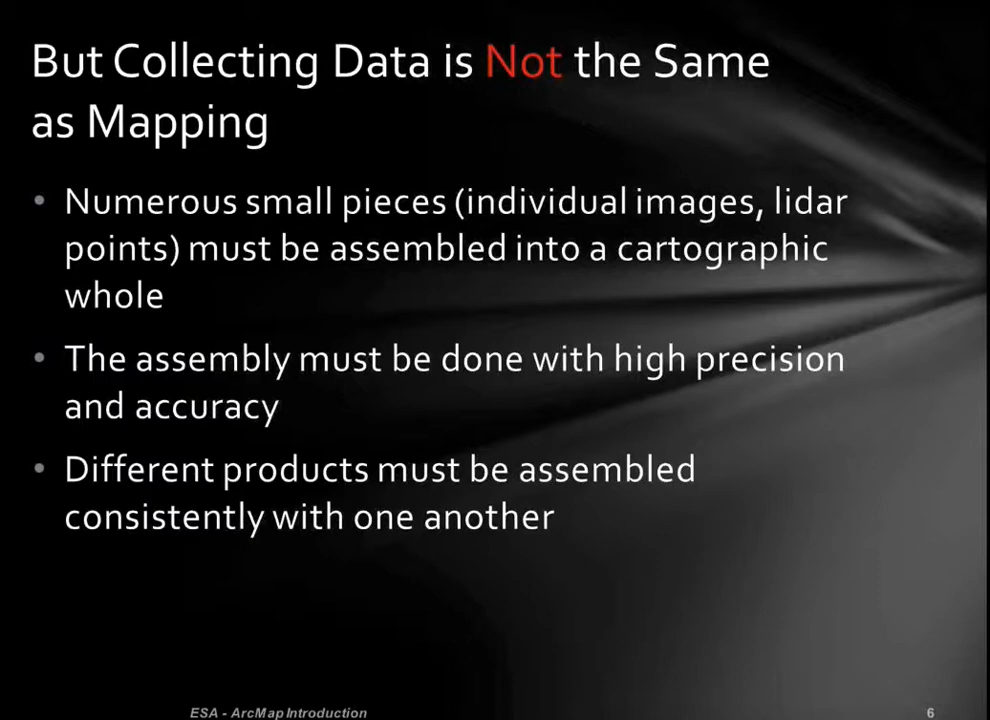 But Collecting Data is Not the Same
as Mapping
• Numerous small pieces (individual images, lidar
points) must be assembled into a cartographic
whole
• The assembly must be done with high precision
and accuracy
• Different products must be assembled
consistently with one another
ESA - ArcMap Introduction
6